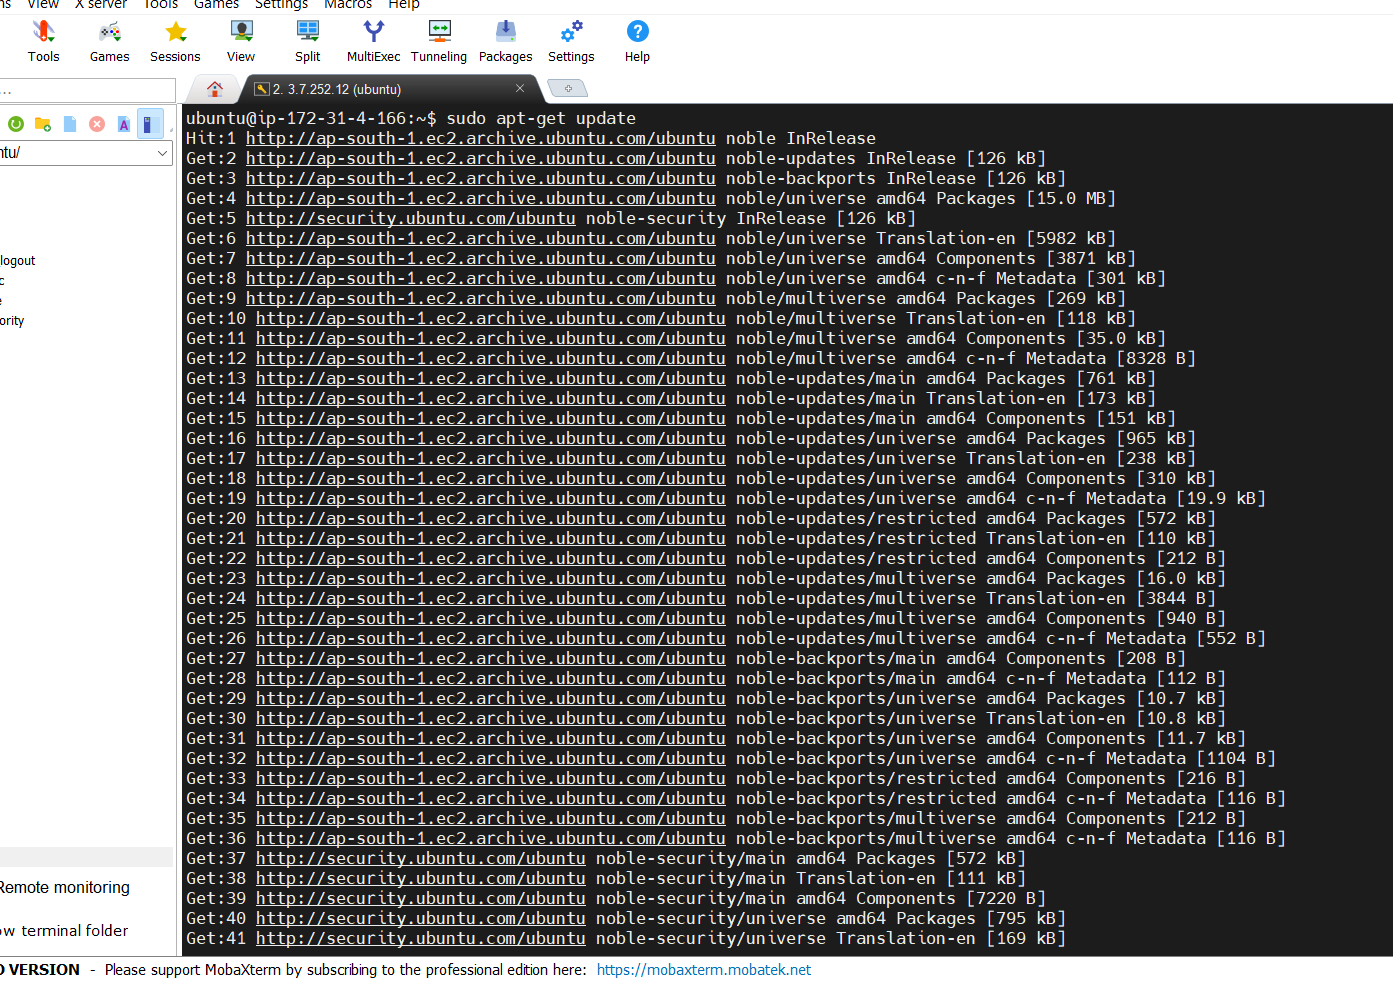 View X server Tools Games Settings Macros Help
Tools Games Sessions View Split MultiExec Tunneling Packages Settings Help
2. 3.7.252.12 (ubuntu)
ubuntu@ip-172-31-4-166:~$ sudo apt-get update
Hit:1 http://ap-south-1.ec2.archive.ubuntu.com/ubuntu noble InRelease
Get:2 http://ap-south-1.ec2.archive.ubuntu.com/ubuntu noble-updates InRelease [126 kB]
Get:3 http://ap-south-1.ec2.archive.ubuntu.com/ubuntu noble-backports InRelease [126 kB]
Get:4 http://ap-south-1.ec2.archive.ubuntu.com/ubuntu noble/universe amd64 Packages [15.0 MB]
Get:5 http://security.ubuntu.com/ubuntu noble-security InRelease [126 kB]
Get:6 http://ap-south-1.ec2.archive.ubuntu.com/ubuntu noble/universe Translation-en [5982 kB]
Get:7 http://ap-south-1.ec2.archive.ubuntu.com/ubuntu noble/universe amd64 Components [3871 kB]
Get:8 http://ap-south-1.ec2.archive.ubuntu.com/ubuntu noble/universe amd64 c-n-f Metadata [301 kB]
Get:9 http://ap-south-1.ec2.archive.ubuntu.com/ubuntu noble/multiverse amd64 Packages [269 kB]
Get:10 http://ap-south-1.ec2.archive.ubuntu.com/ubuntu noble/multiverse Translation-en [118 kB]
Get:11 http://ap-south-1.ec2.archive.ubuntu.com/ubuntu noble/multiverse amd64 Components [35.0 kB]
Get:12 http://ap-south-1.ec2.archive.ubuntu.com/ubuntu noble/multiverse amd64 c-n-f Metadata [8328 B]
Get:13 http://ap-south-1.ec2.archive.ubuntu.com/ubuntu noble-updates/main amd64 Packages [761 kB]
Get:14 http://ap-south-1.ec2.archive.ubuntu.com/ubuntu noble-updates/main Translation-en [173 kB]
Get:15 http://ap-south-1.ec2.archive.ubuntu.com/ubuntu noble-updates/main amd64 Components [151 kB]
Get:16 http://ap-south-1.ec2.archive.ubuntu.com/ubuntu noble-updates/universe amd64 Packages [965 kB]
Get:17 http://ap-south-1.ec2.archive.ubuntu.com/ubuntu noble-updates/universe Translation-en [238 kB]
Get:18 http://ap-south-1.ec2.archive.ubuntu.com/ubuntu noble-updates/universe amd64 Components [310 kB]
Get:19 http://ap-south-1.ec2.archive.ubuntu.com/ubuntu noble-updates/universe amd64 c-n-f Metadata [19.9 kB]
Get:20 http://ap-south-1.ec2.archive.ubuntu.com/ubuntu noble-updates/restricted amd64 Packages [572 kB]
Get:21 http://ap-south-1.ec2.archive.ubuntu.com/ubuntu noble-updates/restricted Translation-en [110 kB]
Get:22 http://ap-south-1.ec2.archive.ubuntu.com/ubuntu noble-updates/restricted amd64 Components [212 B]
Get:23 http://ap-south-1.ec2.archive.ubuntu.com/ubuntu noble-updates/multiverse amd64 Packages [16.0 kB]
Get:24 http://ap-south-1.ec2.archive.ubuntu.com/ubuntu noble-updates/multiverse Translation-en [3844 B]
Get:25 http://ap-south-1.ec2.archive.ubuntu.com/ubuntu noble-updates/multiverse amd64 Components [940 B]
Get:26 http://ap-south-1.ec2.archive.ubuntu.com/ubuntu noble-updates/multiverse amd64 c-n-f Metadata [552 B]
Get:27 http://ap-south-1.ec2.archive.ubuntu.com/ubuntu noble-backports/main amd64 Components [208 B]
Get:28 http://ap-south-1.ec2.archive.ubuntu.com/ubuntu noble-backports/main amd64 c-n-f Metadata [112 B]
Get:29 http://ap-south-1.ec2.archive.ubuntu.com/ubuntu noble-backports/universe amd64 Packages [10.7 kB]
Get:30 http://ap-south-1.ec2.archive.ubuntu.com/ubuntu noble-backports/universe Translation-en [10.8 kB]
Get:31 http://ap-south-1.ec2.archive.ubuntu.com/ubuntu noble-backports/universe amd64 Components [11.7 kB]
Get:32 http://ap-south-1.ec2.archive.ubuntu.com/ubuntu noble-backports/universe amd64 c-n-f Metadata [1104 B]
Get:33 http://ap-south-1.ec2.archive.ubuntu.com/ubuntu noble-backports/restricted amd64 Components [216 B]
Get:34 http://ap-south-1.ec2.archive.ubuntu.com/ubuntu noble-backports/restricted amd64 c-n-f Metadata [116 B]
Get:35 http://ap-south-1.ec2.archive.ubuntu.com/ubuntu noble-backports/multiverse amd64 Components [212 B]
Get:36 http://ap-south-1.ec2.archive.ubuntu.com/ubuntu noble-backports/multiverse amd64 c-n-f Metadata [116 B]
Get:37 http://security.ubuntu.com/ubuntu noble-security/main amd64 Packages [572 kB]
Get:38 http://security.ubuntu.com/ubuntu noble-security/main Translation-en [111 kB]
Get:39 http://security.ubuntu.com/ubuntu noble-security/main amd64 Components [7220 B]
Get:40 http://security.ubuntu.com/ubuntu noble-security/universe amd64 Packages [795 kB]
Get:41 http://security.ubuntu.com/ubuntu noble-security/universe Translation-en [169 kB]
ntu/
logout
c
e
ority
Remote monitoring
ow terminal folder
D VERSION - Please support MobaXterm by subscribing to the professional edition here: https://mobaxterm.mobatek.net